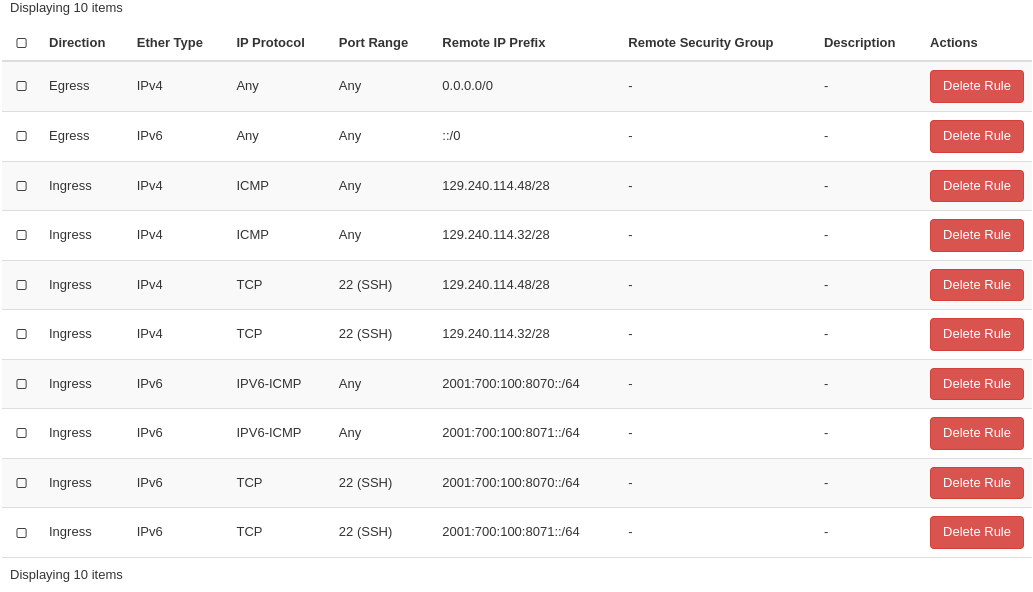 Displaying 10 items
Direction Ether Type IP Protocol Port Range Remote IP Prefix Remote Security Group Description Actions
Egress IPv4 Any Any 0.0.0.0/0 - - Delete Rule
Egress IPv6 Any Any ::/0 - - Delete Rule
Ingress IPv4 ICMP Any 129.240.114.48/28 - - Delete Rule
Ingress IPv4 ICMP Any 129.240.114.32/28 - - Delete Rule
Ingress IPv4 TCP 22 (SSH) 129.240.114.48/28 - - Delete Rule
Ingress IPv4 TCP 22 (SSH) 129.240.114.32/28 - - Delete Rule
Ingress IPv6 IPV6-ICMP Any 2001:700:100:8070::/64 - - Delete Rule
Ingress IPv6 IPV6-ICMP Any 2001:700:100:8071::/64 - - Delete Rule
Ingress IPv6 TCP 22 (SSH) 2001:700:100:8070::/64 - - Delete Rule
Ingress IPv6 TCP 22 (SSH) 2001:700:100:8071::/64 - - Delete Rule
Displaying 10 items